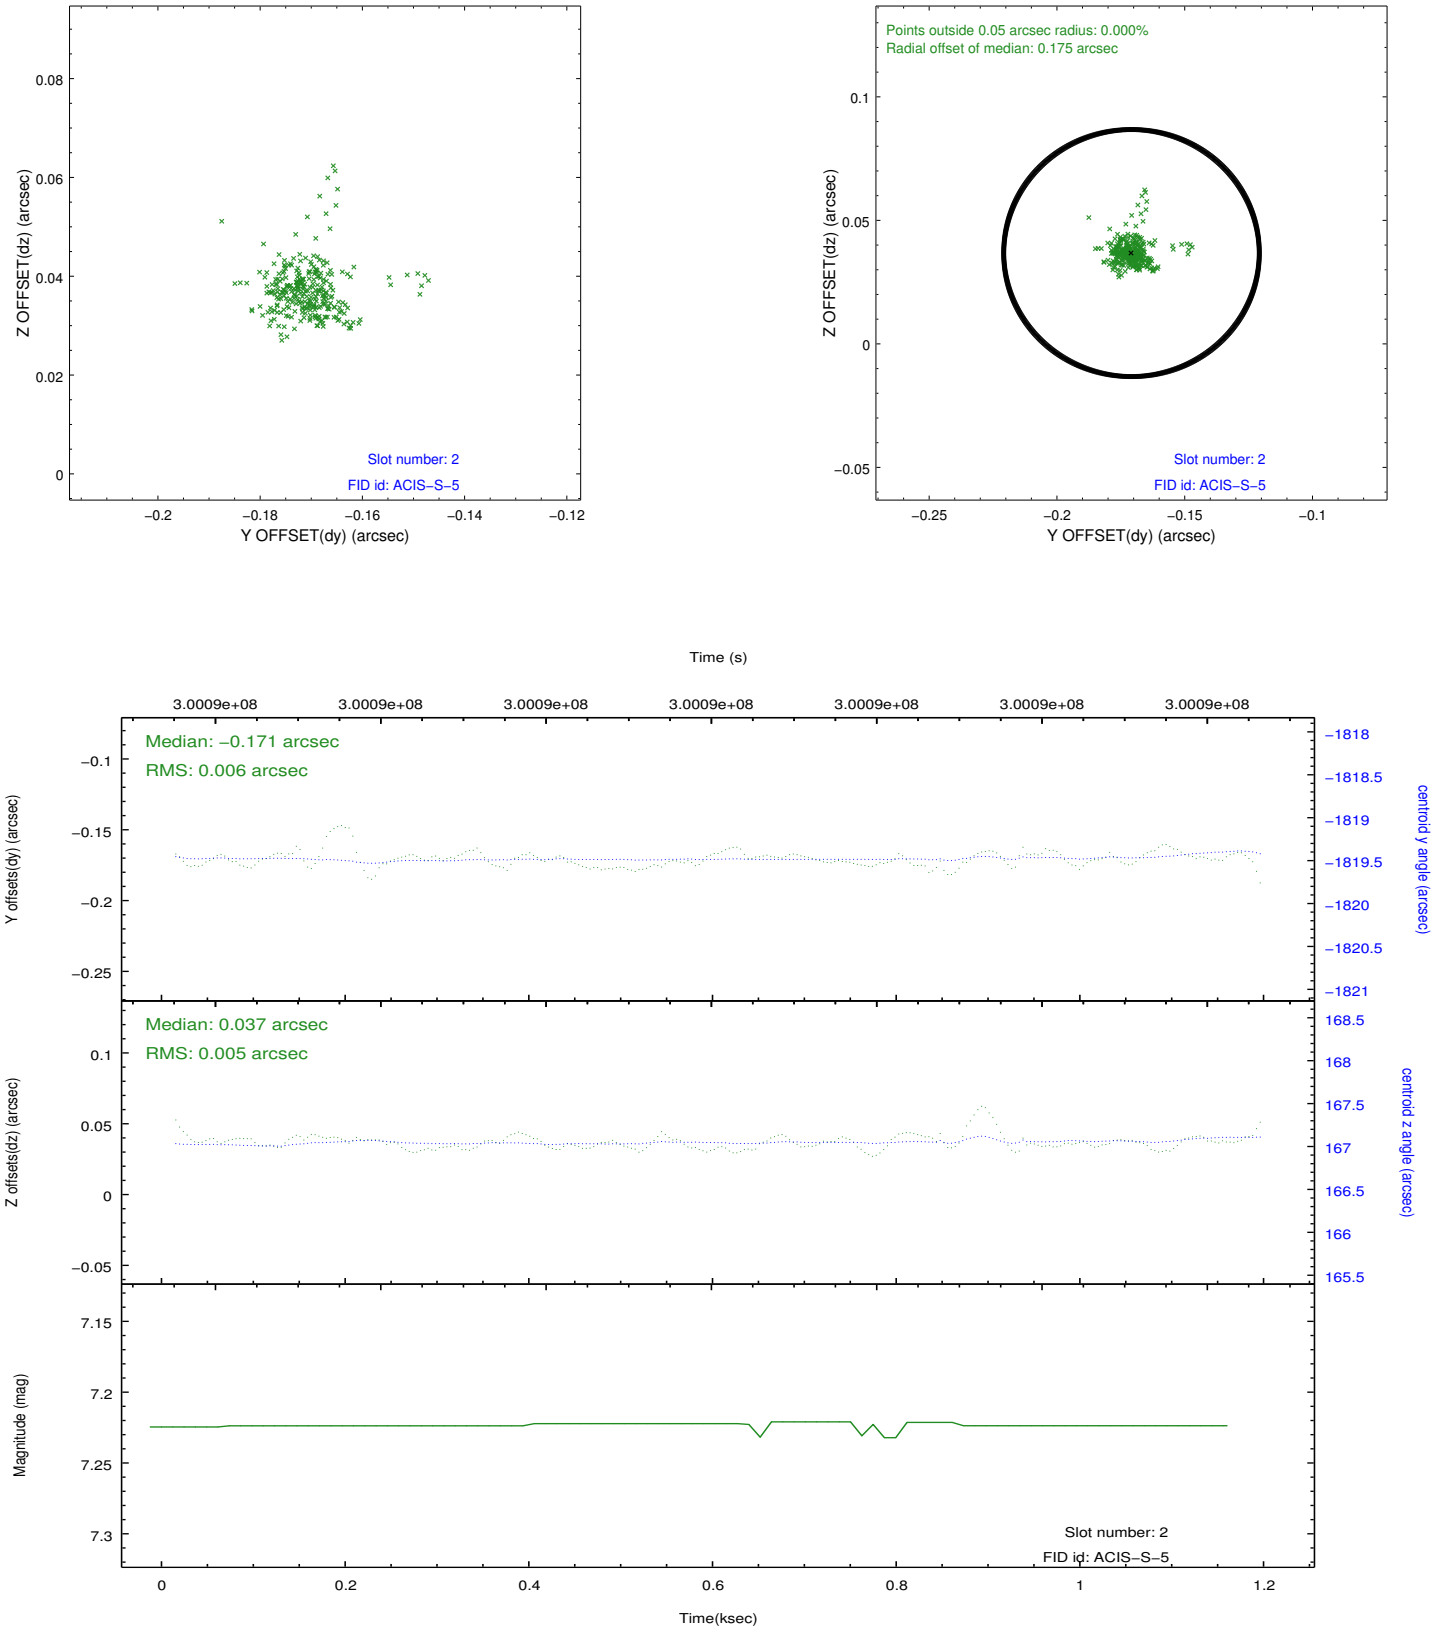 0.08
0.06
0.04
0.02
0
−0.2 −0.18 −0.16 −0.14 −0.12
Z OFFSET(dz) (arcsec)
Y OFFSET(dy) (arcsec)
Slot number: 2
FID id: ACIS−S−5
Points outside 0.05 arcsec radius: 0.000%
Radial offset of median: 0.175 arcsec
0.1
0.05
0
−0.05
−0.25 −0.2 −0.15 −0.1
Z OFFSET(dz) (arcsec)
Y OFFSET(dy) (arcsec)
Slot number: 2
FID id: ACIS−S−5
Time (s)
3.0009e+08 3.0009e+08 3.0009e+08 3.0009e+08 3.0009e+08 3.0009e+08 3.0009e+08
Median: −0.171 arcsec
RMS: 0.006 arcsec
−0.1
−0.15
−0.2
−0.25
Y offsets(dy) (arcsec)
−1818
−1818.5
−1819
−1819.5
−1820
−1820.5
−1821
centroid y angle (arcsec)
Median: 0.037 arcsec
RMS: 0.005 arcsec
0.1
0.05
0
−0.05
Z offsets(dz) (arcsec)
168.5
168
167.5
167
166.5
166
165.5
centroid z angle (arcsec)
7.15
7.2
7.25
7.3
Magnitude (mag)
Slot number: 2
FID id: ACIS−S−5
0 0.2 0.4 0.6 0.8 1 1.2
Time(ksec)